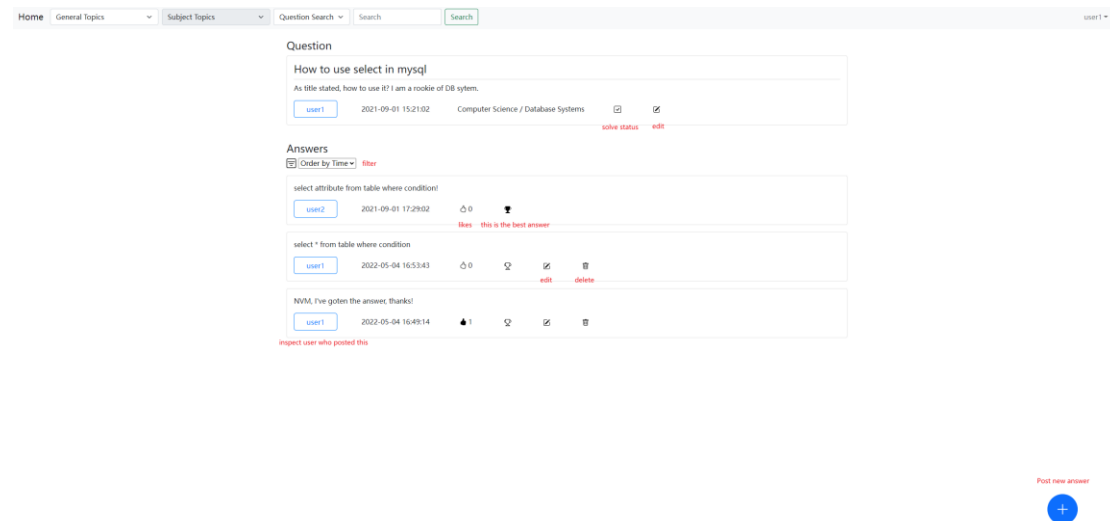 Home General Topics Subject Topics Question Search Search Search user1
Question
How to use select in mysql
As title stated, how to use it? I am a rookie of DB sytem.
user1 2021-09-01 15:21:02 Computer Science / Database Systems
solve status edit
Answers
Order by Time filter
select attribute from table where condition!
user2 2021-09-01 17:29:02 0
likes this is the best answer
select * from table where condition
user1 2022-05-04 16:53:43 0
edit delete
NVM, I've goten the answer, thanks!
user1 2022-05-04 16:49:14 1
inspect user who posted this
Post new answer